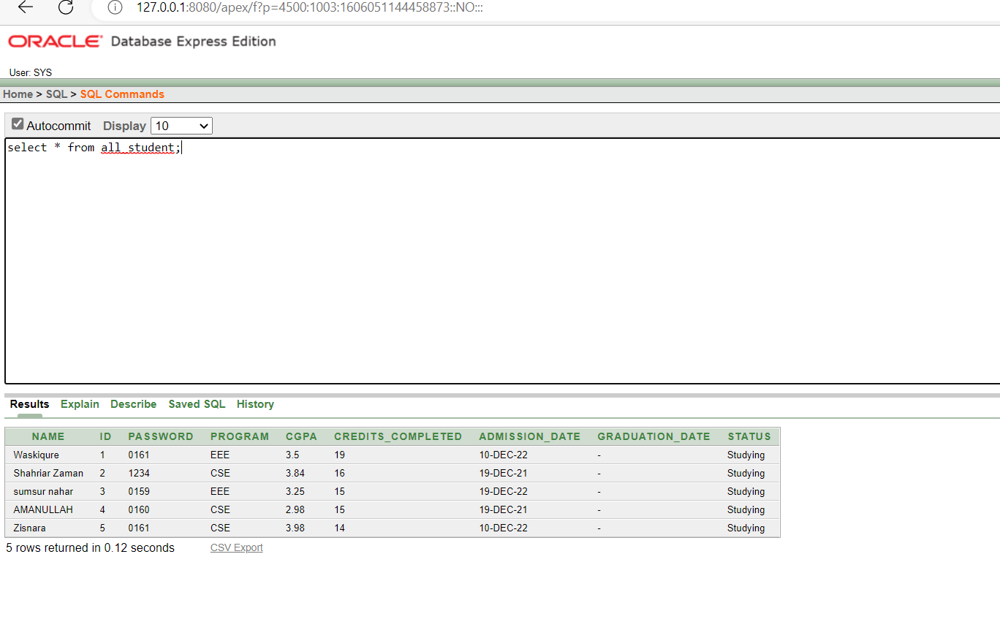 127.0.0.1:8080/apex/f?p=4500:1003:1606051144458873::NO:::
ORACLE Database Express Edition
User: SYS
Home > SQL > SQL Commands
Autocommit Display 10
select * from all_student;
Results Explain Describe Saved SQL History
NAME ID PASSWORD PROGRAM CGPA CREDITS_COMPLETED ADMISSION_DATE GRADUATION_DATE STATUS
Waskiqure 1 0161 EEE 3.5 19 10-DEC-22 - Studying
Shahriar Zaman 2 1234 CSE 3.84 16 19-DEC-21 - Studying
sumsur nahar 3 0159 EEE 3.25 15 19-DEC-22 - Studying
AMANULLAH 4 0160 CSE 2.98 15 19-DEC-21 - Studying
Zisnara 5 0161 CSE 3.98 14 10-DEC-22 - Studying
5 rows returned in 0.12 seconds CSV Export